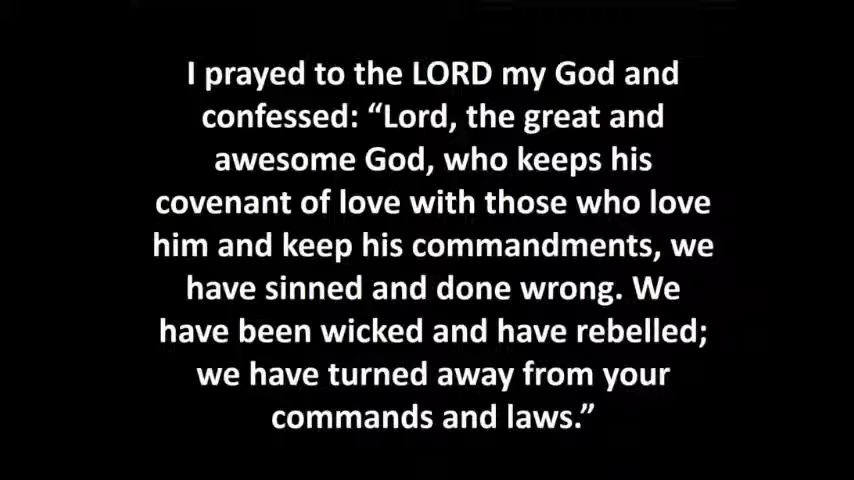 I prayed to the LORD my God and
confessed: “Lord, the great and
awesome God, who keeps his
covenant of love with those who love
him and keep his commandments, we
have sinned and done wrong. We
have been wicked and have rebelled;
we have turned away from your
commands and laws.”